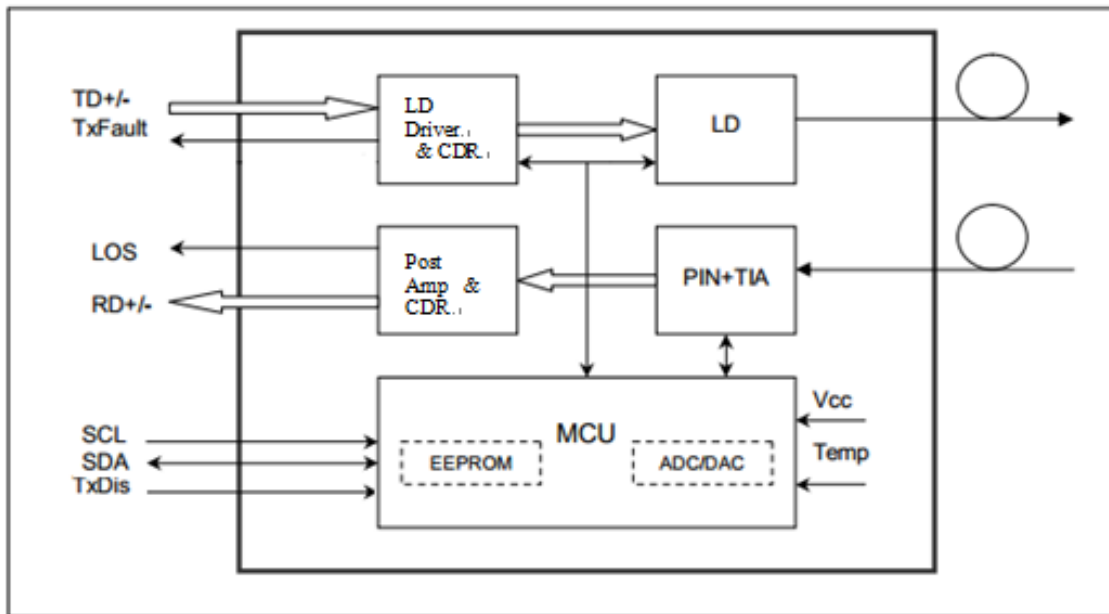 TD+/-
TxFault
LD
Driver.
& CDR.
LD
LOS
RD+/-
Post
Amp &
CDR.
PIN+TIA
SCL
SDA
TxDis
MCU
EEPROM
ADC/DAC
Vcc
Temp